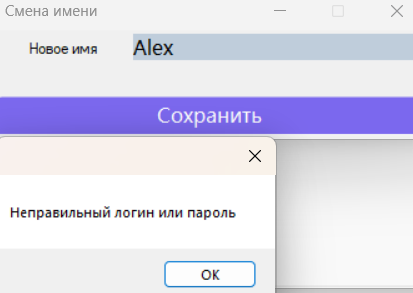 Смена имени
Новое имя Alex
Сохранить
Неправильный логин или пароль
OK